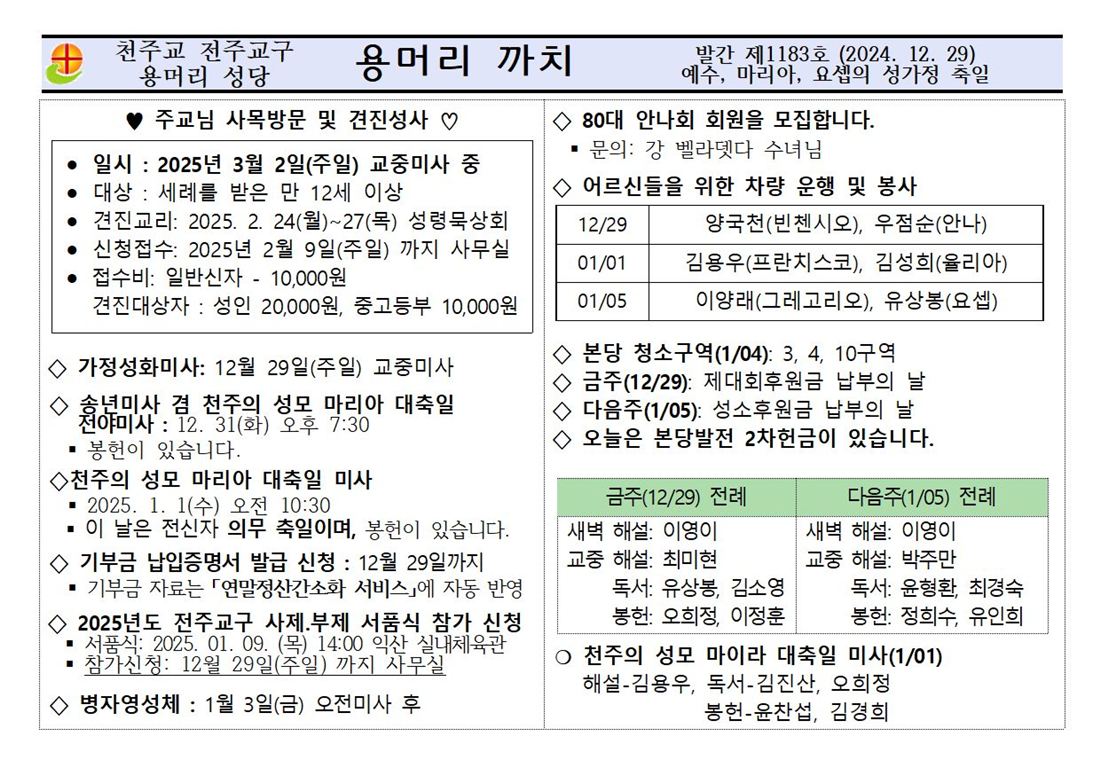 천주교 전주교구
용머리 성당
용머리 까치
발간 제1183호 (2024. 12. 29)
예수, 마리아, 요셉의 성가정 축일
♥ 주교님 사목방문 및 견진성사 ♡
● 일시 : 2025년 3월 2일(주일) 교중미사 중
● 대상 : 세례를 받은 만 12세 이상
● 견진교리: 2025. 2. 24(월)~27(목) 성령묵상회
● 신청접수: 2025년 2월 9일(주일) 까지 사무실
● 접수비: 일반신자 - 10,000원
견진대상자 : 성인 20,000원, 중고등부 10,000원
◇ 가정성화미사: 12월 29일(주일) 교중미사
◇ 송년미사 겸 천주의 성모 마리아 대축일
전야미사 : 12. 31(화) 오후 7:30
▪ 봉헌이 있습니다.
◇천주의 성모 마리아 대축일 미사
▪ 2025. 1. 1(수) 오전 10:30
▪ 이 날은 전신자 의무 축일이며, 봉헌이 있습니다.
◇ 기부금 납입증명서 발급 신청 : 12월 29일까지
▪ 기부금 자료는 「연말정산간소화 서비스」에 자동 반영
◇ 2025년도 전주교구 사제.부제 서품식 참가 신청
▪ 서품식: 2025. 01. 09. (목) 14:00 익산 실내체육관
▪ 참가신청: 12월 29일(주일) 까지 사무실
◇ 병자영성체 : 1월 3일(금) 오전미사 후
◇ 80대 안나회 회원을 모집합니다.
▪ 문의: 강 벨라뎃다 수녀님
◇ 어르신들을 위한 차량 운행 및 봉사
12/29 양국천(빈첸시오), 우점순(안나)
01/01 김용우(프란치스코), 김성희(율리아)
01/05 이양래(그레고리오), 유상봉(요셉)
◇ 본당 청소구역(1/04): 3, 4, 10구역
◇ 금주(12/29): 제대회후원금 납부의 날
◇ 다음주(1/05): 성소후원금 납부의 날
◇ 오늘은 본당발전 2차헌금이 있습니다.
금주(12/29) 전례
새벽 해설: 이영이
교중 해설: 최미현
독서: 유상봉, 김소영
봉헌: 오희정, 이정훈
다음주(1/05) 전례
새벽 해설: 이영이
교중 해설: 박주만
독서: 윤형환, 최경숙
봉헌: 정희수, 유인희
❍ 천주의 성모 마이라 대축일 미사(1/01)
해설-김용우, 독서-김진산, 오희정
봉헌-윤찬섭, 김경희